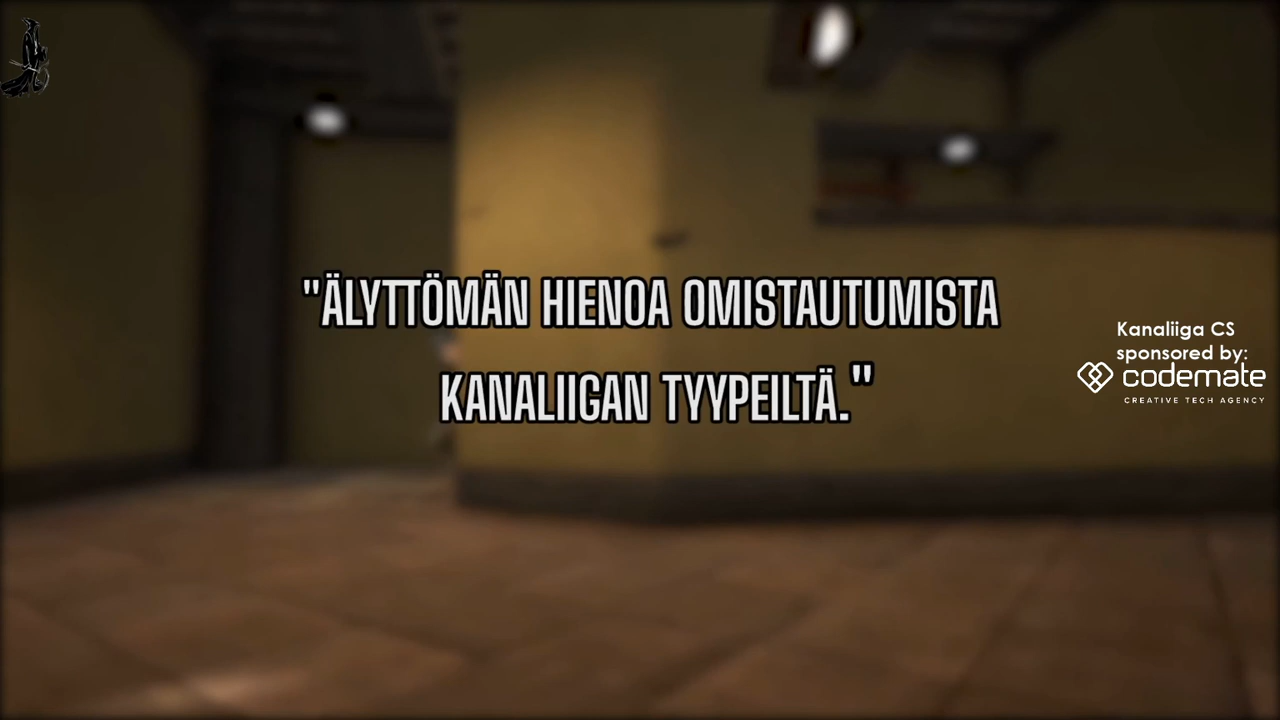 "ÄLYTTÖMÄN HIENOA OMISTAUTUMISTA
KANALIIGAN TYYPEILTÄ."
Kanaliiga CS
sponsored by:
codemate
CREATIVE TECH AGENCY